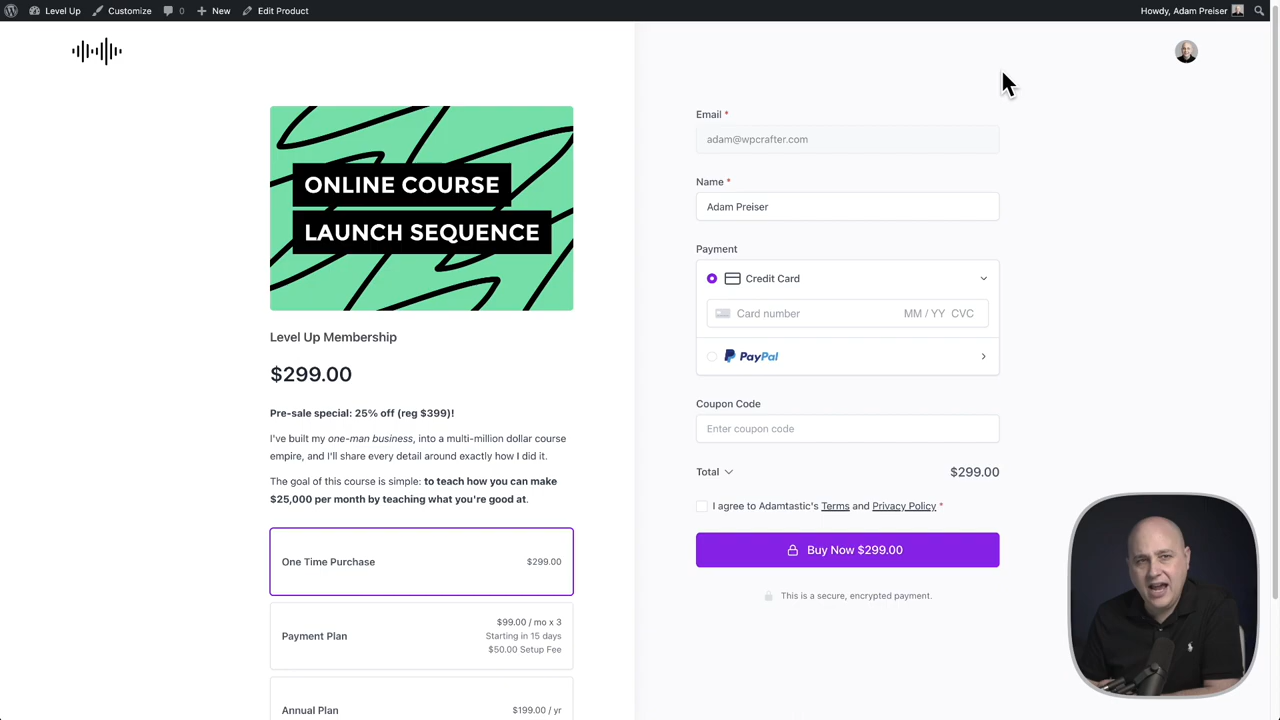 Level Up
Customize
0
New
Edit Product
Howdy, Adam Preiser
ONLINE COURSE
LAUNCH SEQUENCE
Level Up Membership
$299.00
Pre-sale special: 25% off (reg $399)!
I've built my one-man business, into a multi-million dollar course
empire, and I'll share every detail around exactly how I did it.
The goal of this course is simple: to teach how you can make
$25,000 per month by teaching what you're good at.
One Time Purchase $299.00
$99.00 / mo x 3
Payment Plan Starting in 15 days
$50.00 Setup Fee
Annual Plan $199.00 / yr
Email *
adam@wpcrafter.com
Name *
Adam Preiser
Payment
Credit Card
Card number MM / YY CVC
PayPal
Coupon Code
Enter coupon code
Total $299.00
I agree to Adamtastic's Terms and Privacy Policy *
Buy Now $299.00
This is a secure, encrypted payment.